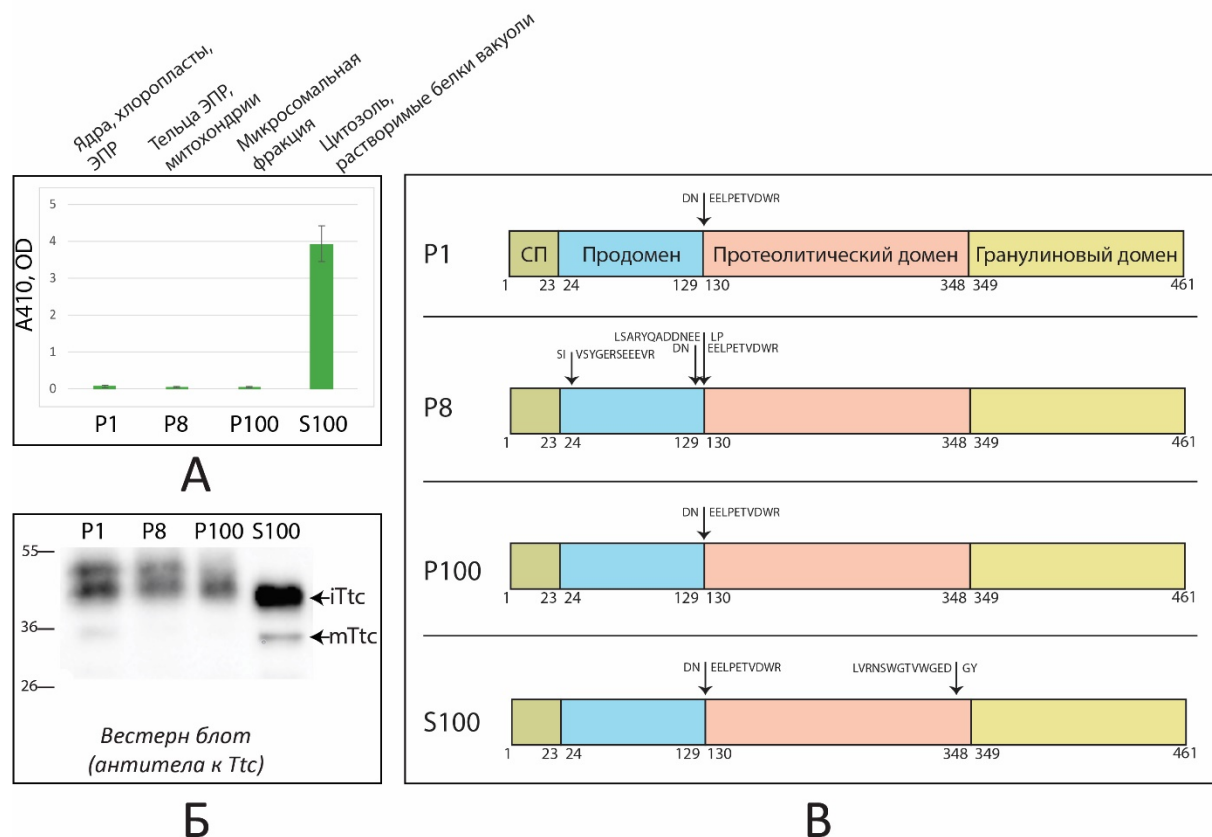 Ядра, хлоропласты,
ЭПР
Тельца ЭПР,
митохондрии
Микросомальная
фракция
Цитозоль,
растворимые белки вакуоли
A410, OD
5
4
3
2
1
0
P1 P8 P100 S100
А
P1 P8 P100 S100
55
36
26
iTtc
mTtc
Вестерн блот
(антитела к Ttc)
Б
DN EELPETVDWR
P1
СП Продомен Протеолитический домен Гранулиновый домен
1 23 24 129 130 348 349 461
LSARYQADDNEE LP
SI VSYGERSEEEVR DN EELPETVDWR
P8
1 23 24 129 130 348 349 461
DN EELPETVDWR
P100
1 23 24 129 130 348 349 461
DN EELPETVDWR LVRNSWGTVWGED GY
S100
1 23 24 129 130 348 349 461
В